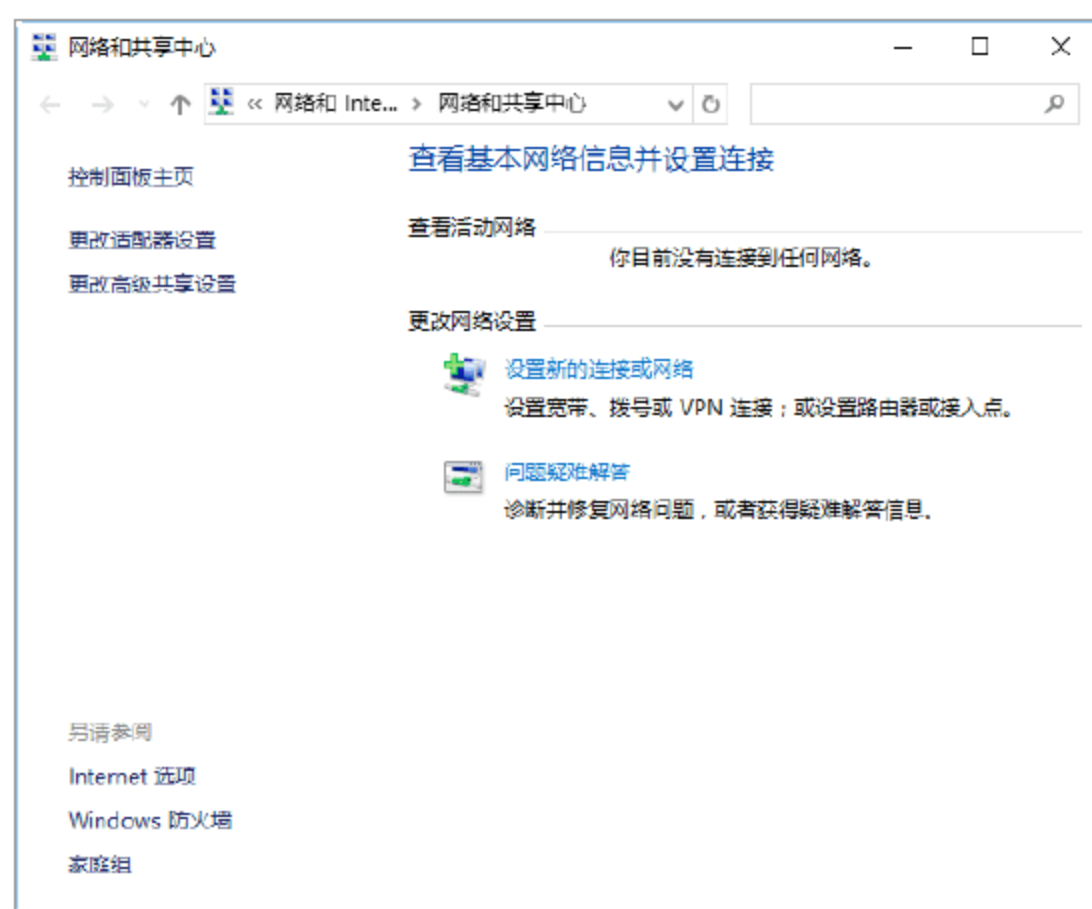 网络和共享中心
« 网络和 Inte... › 网络和共享中心
控制面板主页
更改适配器设置
更改高级共享设置
查看基本网络信息并设置连接
查看活动网络
你目前没有连接到任何网络。
更改网络设置
设置新的连接或网络
设置宽带、拨号或 VPN 连接；或设置路由器或接入点。
问题疑难解答
诊断并修复网络问题，或者获得疑难解答信息。
另请参阅
Internet 选项
Windows 防火墙
家庭组